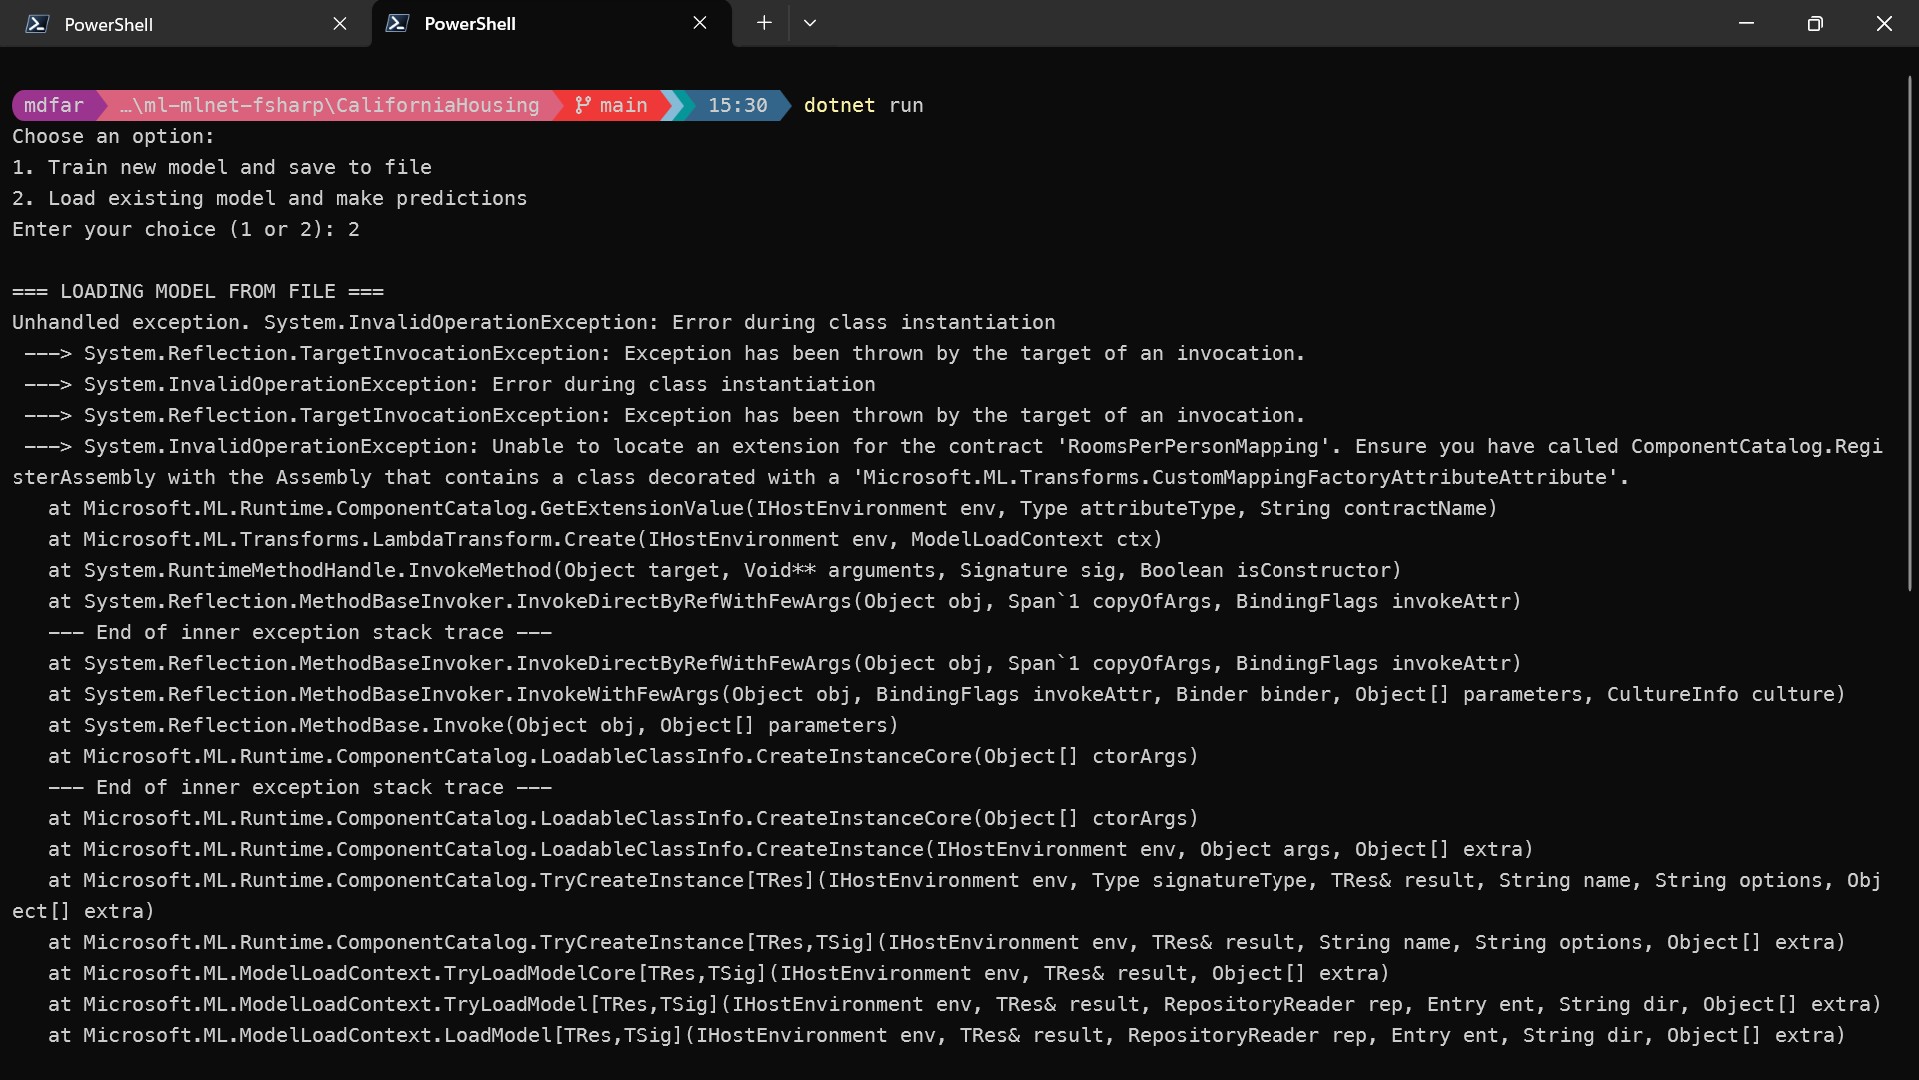 PowerShell
PowerShell
mdfar …\ml-mlnet-fsharp\CaliforniaHousing main 15:30 dotnet run
Choose an option:
1. Train new model and save to file
2. Load existing model and make predictions
Enter your choice (1 or 2): 2
=== LOADING MODEL FROM FILE ===
Unhandled exception. System.InvalidOperationException: Error during class instantiation
 ---> System.Reflection.TargetInvocationException: Exception has been thrown by the target of an invocation.
 ---> System.InvalidOperationException: Error during class instantiation
 ---> System.Reflection.TargetInvocationException: Exception has been thrown by the target of an invocation.
 ---> System.InvalidOperationException: Unable to locate an extension for the contract 'RoomsPerPersonMapping'. Ensure you have called ComponentCatalog.Regi
sterAssembly with the Assembly that contains a class decorated with a 'Microsoft.ML.Transforms.CustomMappingFactoryAttributeAttribute'.
   at Microsoft.ML.Runtime.ComponentCatalog.GetExtensionValue(IHostEnvironment env, Type attributeType, String contractName)
   at Microsoft.ML.Transforms.LambdaTransform.Create(IHostEnvironment env, ModelLoadContext ctx)
   at System.RuntimeMethodHandle.InvokeMethod(Object target, Void** arguments, Signature sig, Boolean isConstructor)
   at System.Reflection.MethodBaseInvoker.InvokeDirectByRefWithFewArgs(Object obj, Span`1 copyOfArgs, BindingFlags invokeAttr)
   --- End of inner exception stack trace ---
   at System.Reflection.MethodBaseInvoker.InvokeDirectByRefWithFewArgs(Object obj, Span`1 copyOfArgs, BindingFlags invokeAttr)
   at System.Reflection.MethodBaseInvoker.InvokeWithFewArgs(Object obj, BindingFlags invokeAttr, Binder binder, Object[] parameters, CultureInfo culture)
   at System.Reflection.MethodBase.Invoke(Object obj, Object[] parameters)
   at Microsoft.ML.Runtime.ComponentCatalog.LoadableClassInfo.CreateInstanceCore(Object[] ctorArgs)
   --- End of inner exception stack trace ---
   at Microsoft.ML.Runtime.ComponentCatalog.LoadableClassInfo.CreateInstanceCore(Object[] ctorArgs)
   at Microsoft.ML.Runtime.ComponentCatalog.LoadableClassInfo.CreateInstance(IHostEnvironment env, Object args, Object[] extra)
   at Microsoft.ML.Runtime.ComponentCatalog.TryCreateInstance[TRes](IHostEnvironment env, Type signatureType, TRes& result, String name, String options, Obj
ect[] extra)
   at Microsoft.ML.Runtime.ComponentCatalog.TryCreateInstance[TRes,TSig](IHostEnvironment env, TRes& result, String name, String options, Object[] extra)
   at Microsoft.ML.ModelLoadContext.TryLoadModelCore[TRes,TSig](IHostEnvironment env, TRes& result, Object[] extra)
   at Microsoft.ML.ModelLoadContext.TryLoadModel[TRes,TSig](IHostEnvironment env, TRes& result, RepositoryReader rep, Entry ent, String dir, Object[] extra)
   at Microsoft.ML.ModelLoadContext.LoadModel[TRes,TSig](IHostEnvironment env, TRes& result, RepositoryReader rep, Entry ent, String dir, Object[] extra)